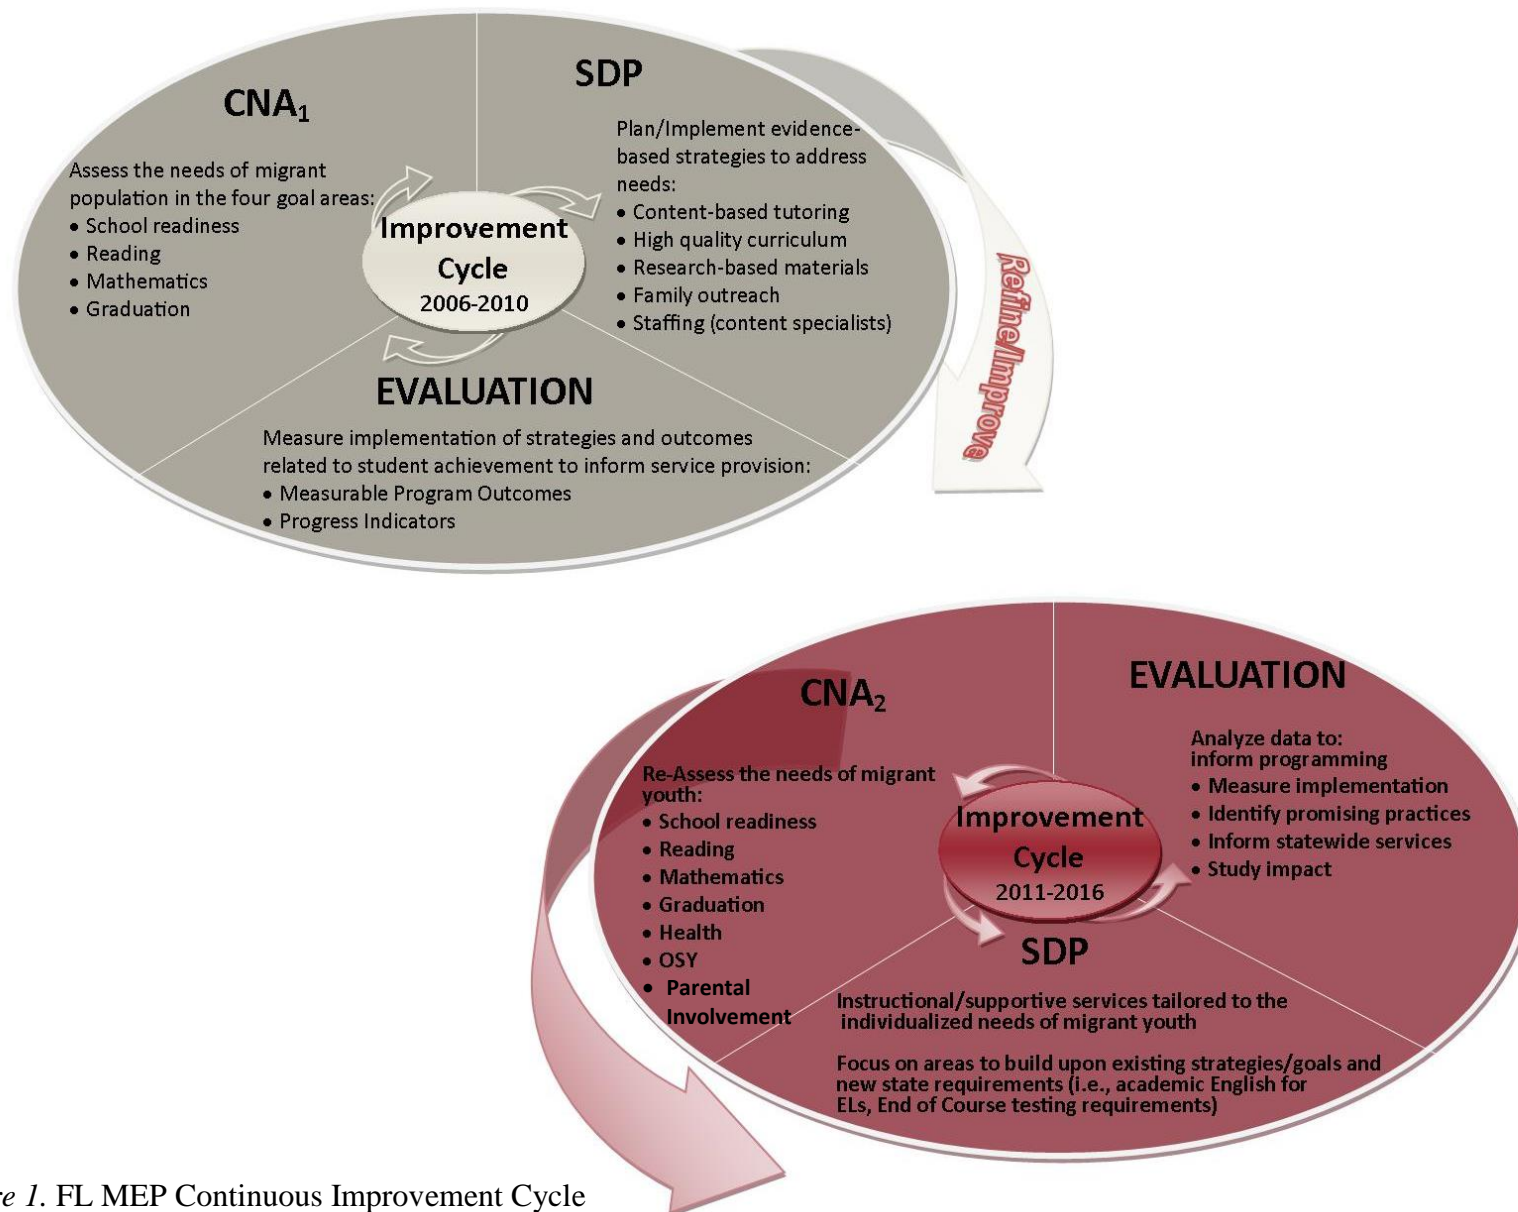 CNA₁
Assess the needs of migrant
population in the four goal areas:
• School readiness
• Reading
• Mathematics
• Graduation
SDP
Plan/Implement evidence-
based strategies to address
needs:
• Content-based tutoring
• High quality curriculum
• Research-based materials
• Family outreach
• Staffing (content specialists)
Improvement
Cycle
2006-2010
EVALUATION
Measure implementation of strategies and outcomes
related to student achievement to inform service provision:
• Measurable Program Outcomes
• Progress Indicators
Refine/Improve
CNA₂
Re-Assess the needs of migrant
youth:
• School readiness
• Reading
• Mathematics
• Graduation
• Health
• OSY
• Parental
Involvement
EVALUATION
Analyze data to:
inform programming
• Measure implementation
• Identify promising practices
• Inform statewide services
• Study impact
Improvement
Cycle
2011-2016
SDP
Instructional/supportive services tailored to the
individualized needs of migrant youth
Focus on areas to build upon existing strategies/goals and
new state requirements (i.e., academic English for
ELs, End of Course testing requirements)
re 1. FL MEP Continuous Improvement Cycle